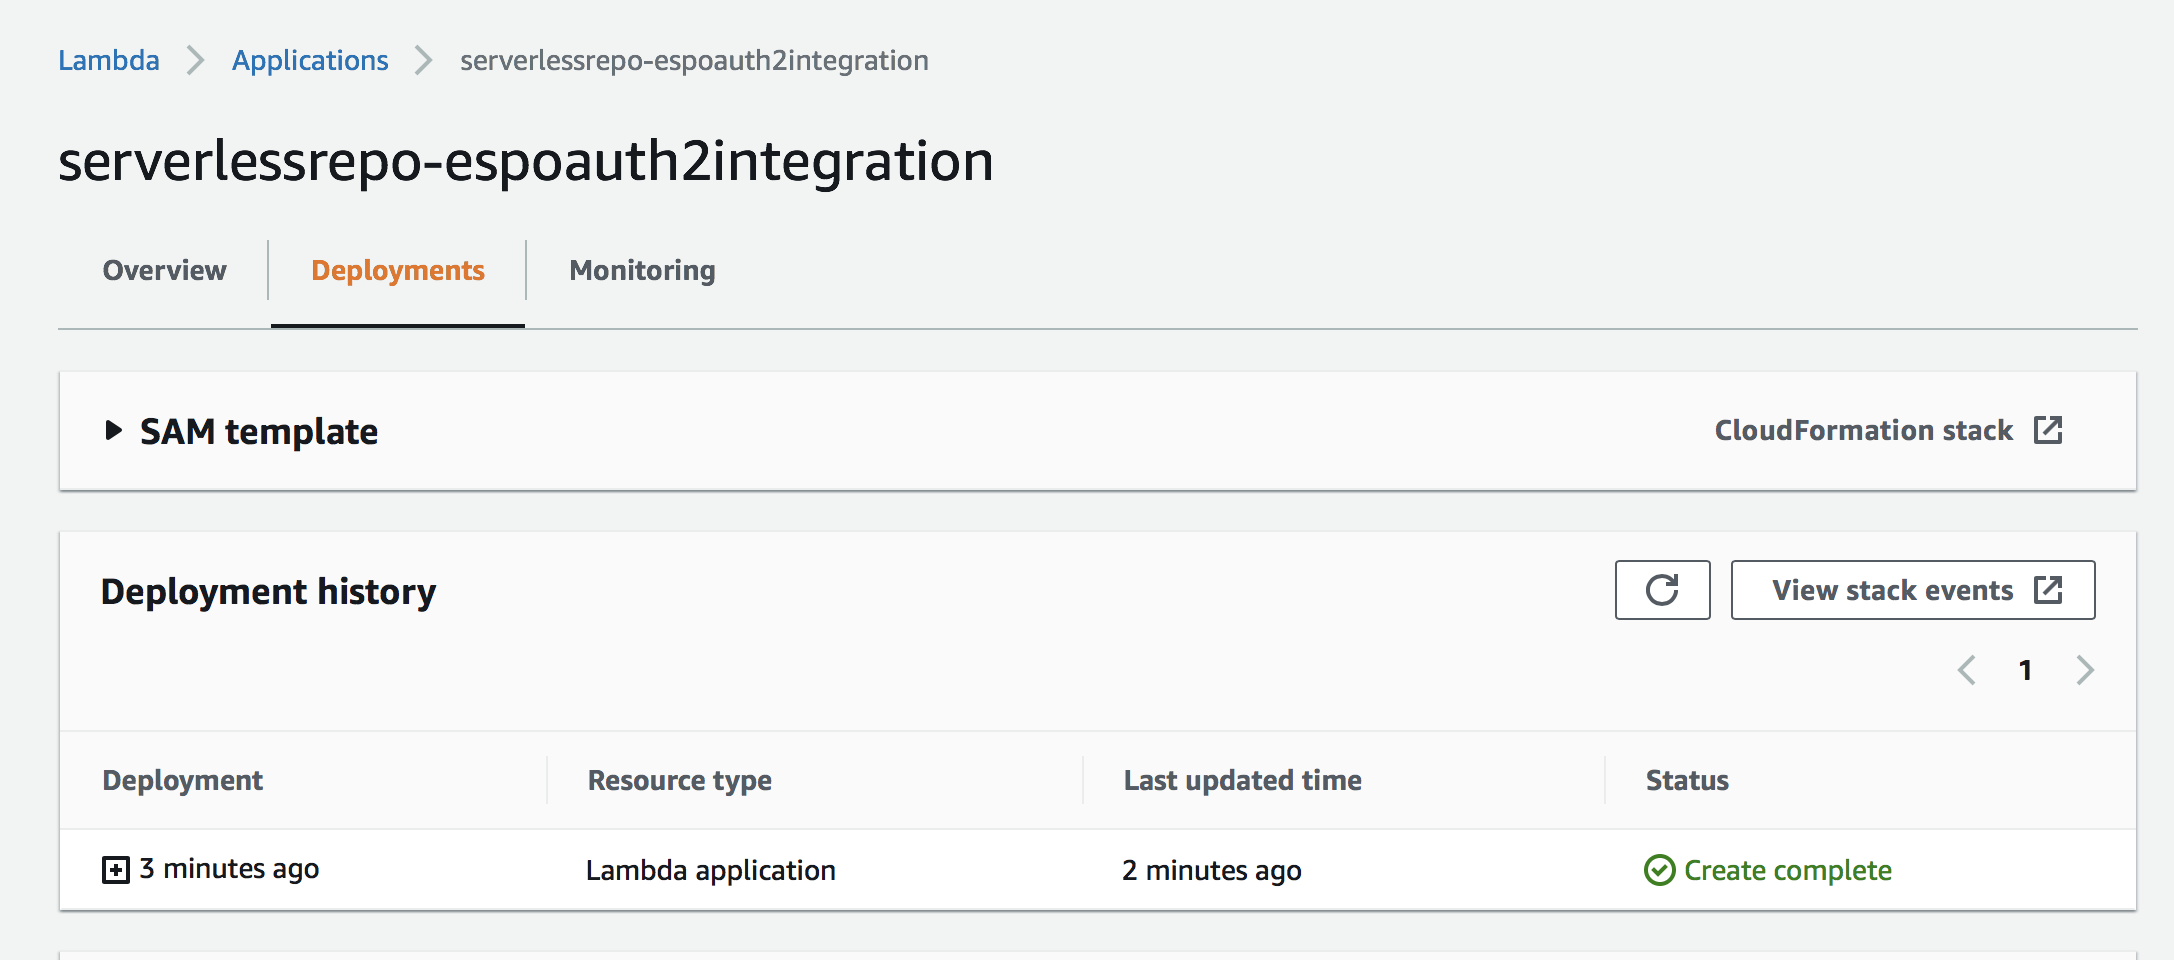 Lambda > Applications > serverlessrepo-espoauth2integration
serverlessrepo-espoauth2integration
Overview Deployments Monitoring
SAM template CloudFormation stack
Deployment history View stack events
1
Deployment Resource type Last updated time Status
3 minutes ago Lambda application 2 minutes ago Create complete